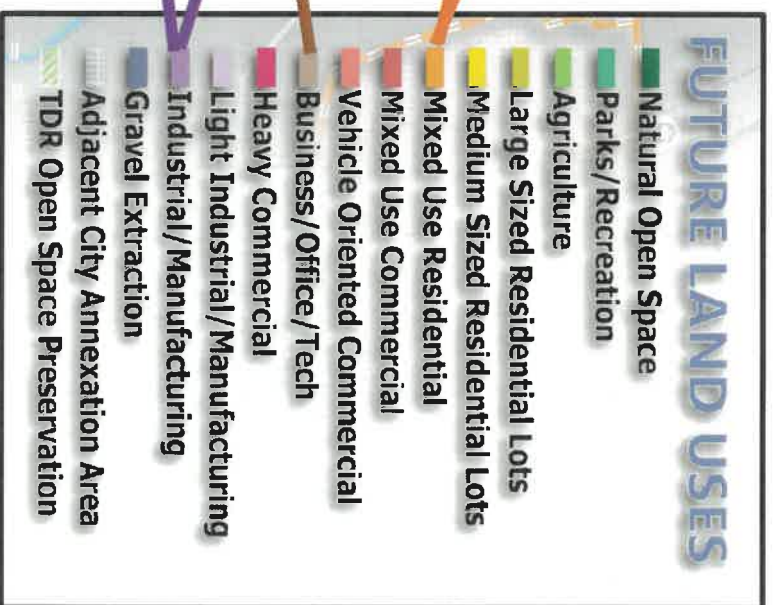 FUTURE LAND USES
Natural Open Space
Parks/Recreation
Agriculture
Large Sized Residential Lots
Medium Sized Residential Lots
Mixed Use Residential
Mixed Use Commercial
Vehicle Oriented Commercial
Business/Office/Tech
Heavy Commercial
Light Industrial/Manufacturing
Industrial/Manufacturing
Gravel Extraction
Adjacent City Annexation Area
TDR Open Space Preservation